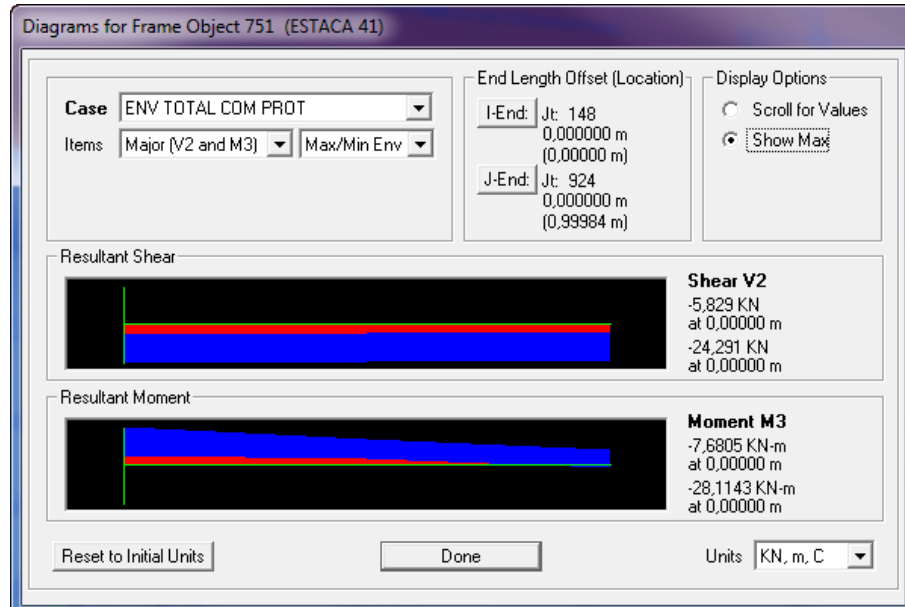 Diagrams for Frame Object 751 (ESTACA 41)
Case ENV TOTAL COM PROT
Items Major (V2 and M3) Max/Min Env
End Length Offset (Location)
I-End: Jt: 148
0,000000 m
(0,00000 m)
J-End: Jt: 924
0,000000 m
(0,99984 m)
Display Options
Scroll for Values
Show Max
Resultant Shear
Shear V2
-5,829 KN
at 0,00000 m
-24,291 KN
at 0,00000 m
Resultant Moment
Moment M3
-7,6805 KN-m
at 0,00000 m
-28,1143 KN-m
at 0,00000 m
Reset to Initial Units
Done
Units KN, m, C